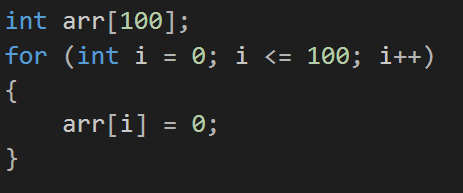 int arr[100];
for (int i = 0; i <= 100; i++)
{
    arr[i] = 0;
}